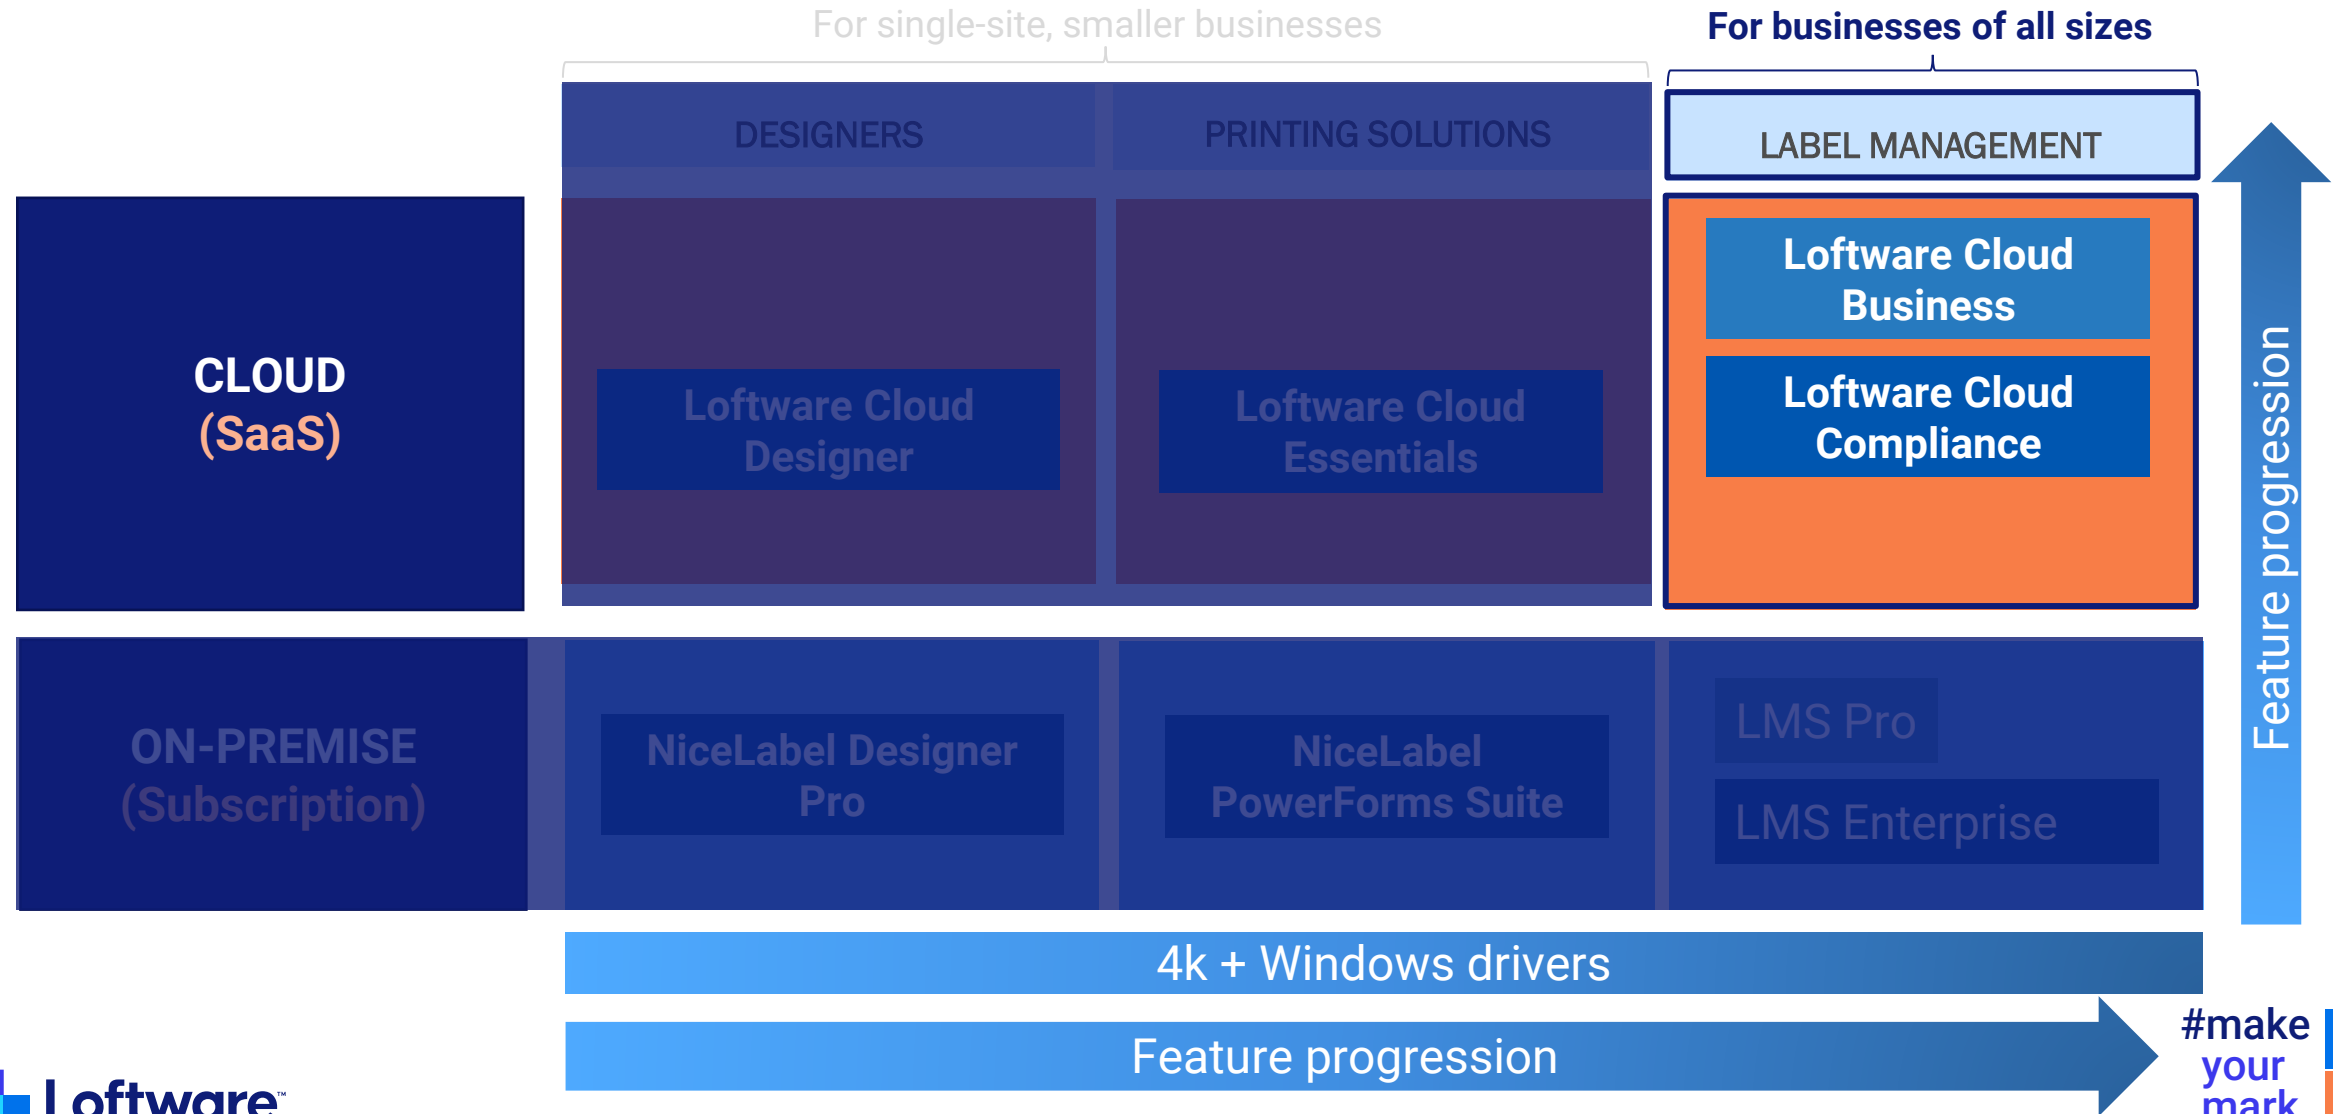 For single-site, smaller businesses
For businesses of all sizes
DESIGNERS
PRINTING SOLUTIONS
LABEL MANAGEMENT
CLOUD
(SaaS)
Loftware Cloud
Designer
Loftware Cloud
Essentials
Loftware Cloud
Business
Loftware Cloud
Compliance
Feature progression
ON-PREMISE
(Subscription)
NiceLabel Designer
Pro
NiceLabel
PowerForms Suite
LMS Pro
LMS Enterprise
4k + Windows drivers
Feature progression
#make
your
mark
Loftware™